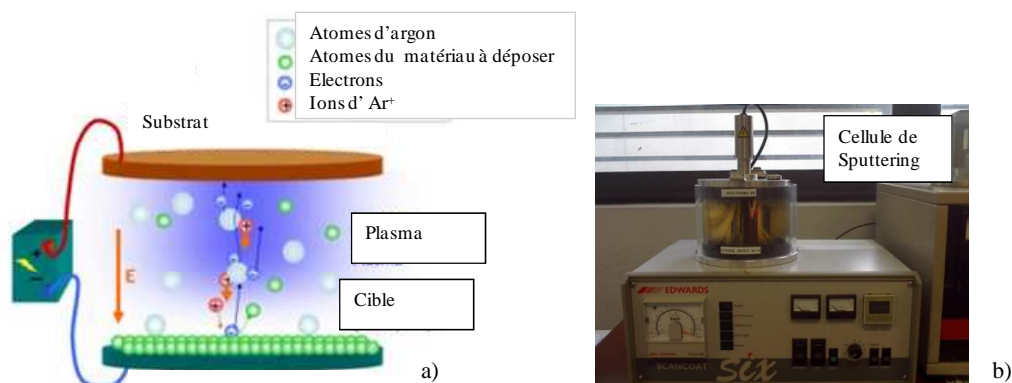 Atomes d'argon
Atomes du matériau à déposer
Electrons
Ions d' Ar⁺
Substrat
Plasma
Cible
+
E
a)
Cellule de
Sputtering
EDWARDS
SCANCOAT six
b)